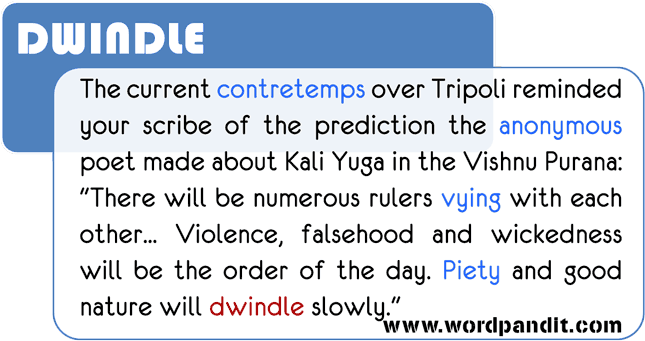 DWINDLE
The current contretemps over Tripoli reminded
your scribe of the prediction the anonymous
poet made about Kali Yuga in the Vishnu Purana:
"There will be numerous rulers vying with each
other... Violence, falsehood and wickedness
will be the order of the day. Piety and good
nature will dwindle slowly."
www.wordpandit.com